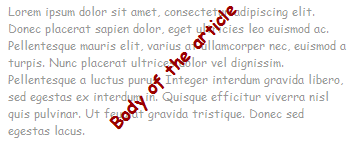 Lorem ipsum dolor sit amet, consectetur adipiscing elit.
Donec placerat sapien dolor, eget ultricies leo euismod ac.
Pellentesque mauris elit, varius at ullamcorper nec, euismod a
turpis. Nunc placerat ultrices dolor vel dignissim.
Pellentesque a luctus purus. Integer interdum gravida libero,
sed egestas ex interdum in. Quisque efficitur viverra nisl
quis pulvinar. Ut feugiat gravida tristique. Donec sed
egestas lacus.
Body of the article